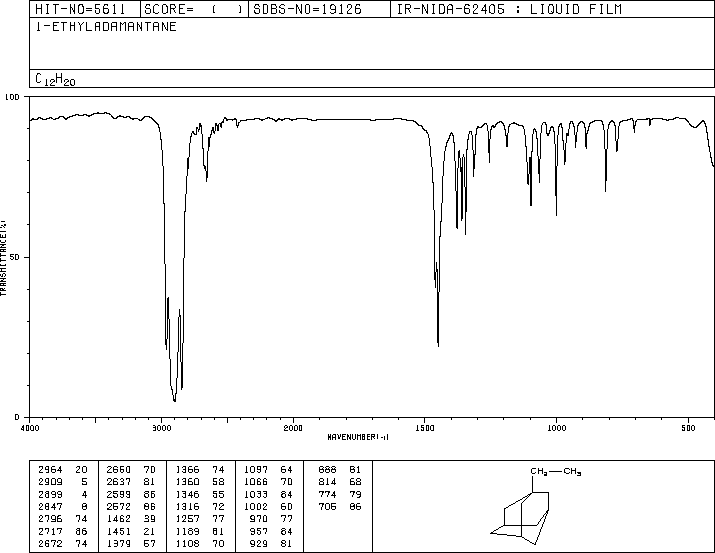 HIT-NO=5611 SCORE= ( ) SDBS-NO=19126 IR-NIDA-62405 : LIQUID FILM
1-ETHYLADAMANTANE
C12H20
100
50
0
TRANSMITTANCE(%)
4000 3000 2000 1500 1000 500
WAVENUMBER(-1)
2964 20 2660 70 1366 74 1097 64 888 81
2909 5 2637 81 1360 58 1066 70 814 68
2899 4 2599 86 1346 55 1033 84 774 79
2847 8 2572 86 1316 72 1002 60 705 86
2796 74 1462 39 1257 77 970 77
2717 86 1451 21 1189 81 957 84
2672 74 1379 57 1108 70 929 81
CH2—CH3